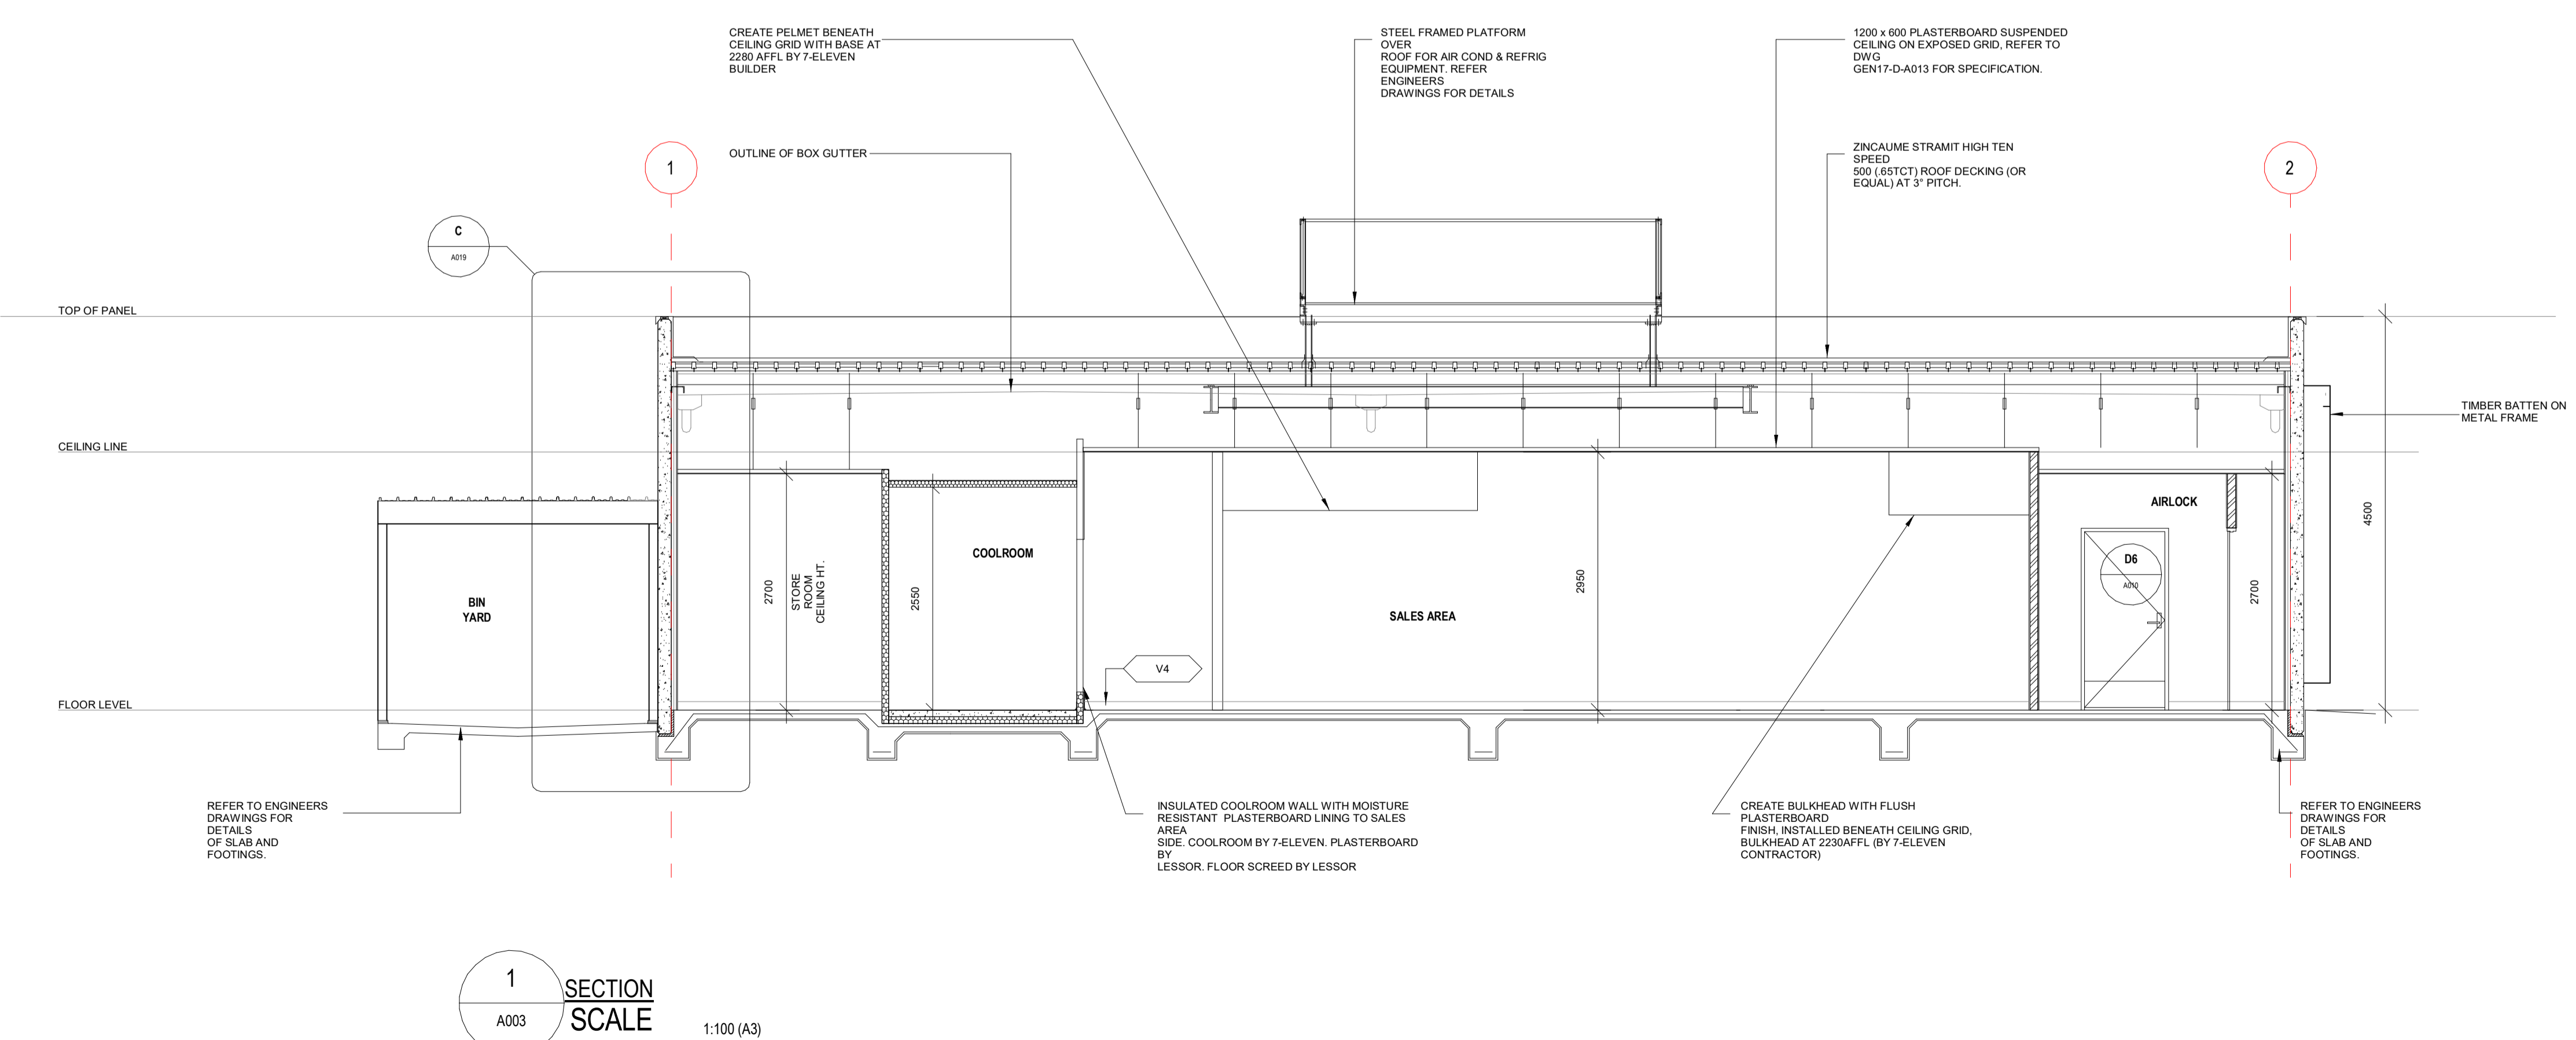 CREATE PELMET BENEATH
CEILING GRID WITH BASE AT
2280 AFFL BY 7-ELEVEN
BUILDER
STEEL FRAMED PLATFORM
OVER
ROOF FOR AIR COND & REFRIG
EQUIPMENT. REFER
ENGINEERS
DRAWINGS FOR DETAILS
1200 x 600 PLASTERBOARD SUSPENDED
CEILING ON EXPOSED GRID, REFER TO
DWG
GEN17-D-A013 FOR SPECIFICATION.
OUTLINE OF BOX GUTTER
ZINCAUME STRAMIT HIGH TEN
SPEED
500 (.65TCT) ROOF DECKING (OR
EQUAL) AT 3° PITCH.
1
2
C
A019
TOP OF PANEL
TIMBER BATTEN ON
METAL FRAME
CEILING LINE
AIRLOCK
4500
COOLROOM
D6
A010
2700
STORE
ROOM
CEILING HT.
2550
2950
2700
BIN
YARD
SALES AREA
V4
FLOOR LEVEL
REFER TO ENGINEERS
DRAWINGS FOR
DETAILS
OF SLAB AND
FOOTINGS.
INSULATED COOLROOM WALL WITH MOISTURE
RESISTANT PLASTERBOARD LINING TO SALES
AREA
SIDE. COOLROOM BY 7-ELEVEN. PLASTERBOARD
BY
LESSOR. FLOOR SCREED BY LESSOR
CREATE BULKHEAD WITH FLUSH
PLASTERBOARD
FINISH, INSTALLED BENEATH CEILING GRID,
BULKHEAD AT 2230AFFL (BY 7-ELEVEN
CONTRACTOR)
REFER TO ENGINEERS
DRAWINGS FOR
DETAILS
OF SLAB AND
FOOTINGS.
1
A003
SECTION
SCALE
1:100 (A3)